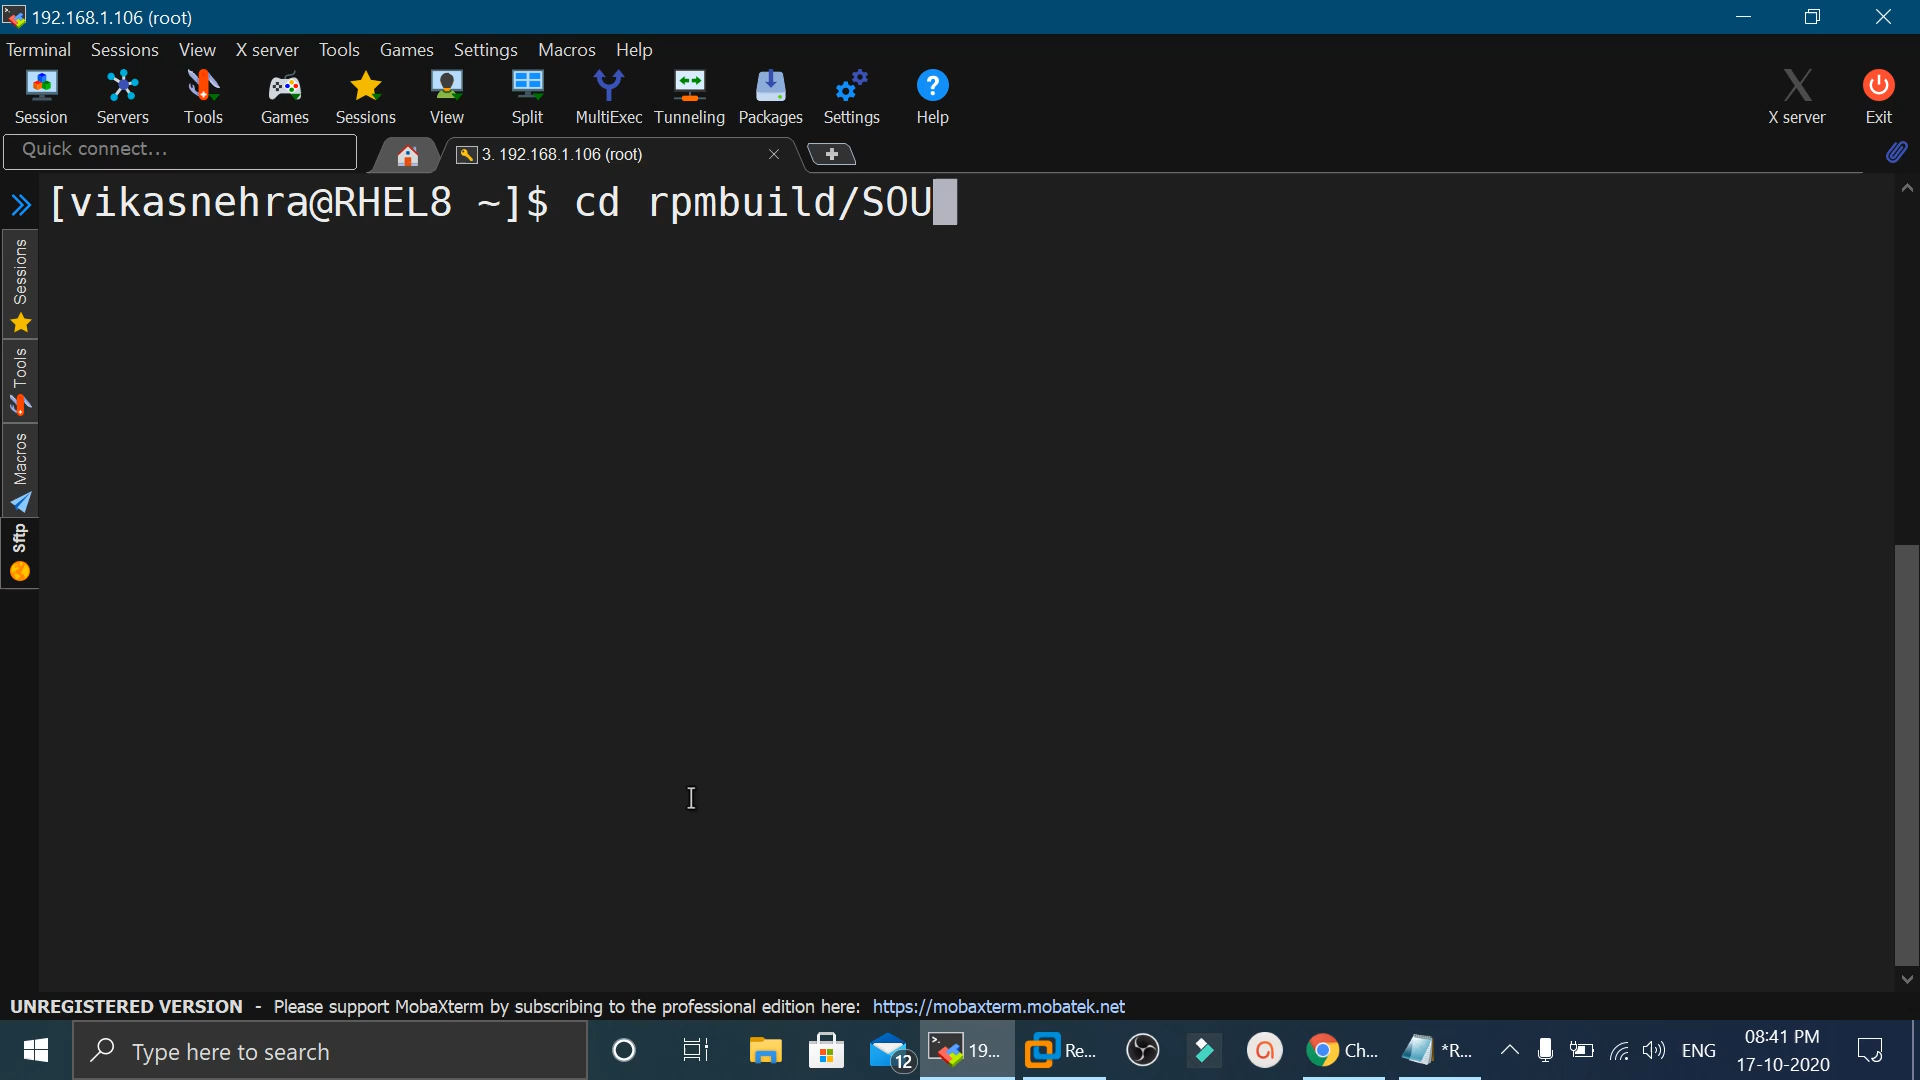 192.168.1.106 (root)
Terminal Sessions View X server Tools Games Settings Macros Help
Session Servers Tools Games Sessions View Split MultiExec Tunneling Packages Settings Help X server Exit
Quick connect... 3. 192.168.1.106 (root)
[vikasnehra@RHEL8 ~]$ cd rpmbuild/SOU
Sessions
Tools
Macros
Sftp
UNREGISTERED VERSION - Please support MobaXterm by subscribing to the professional edition here: https://mobaxterm.mobatek.net
Type here to search 12 19... Re... Ch... *R... ENG 08:41 PM
17-10-2020